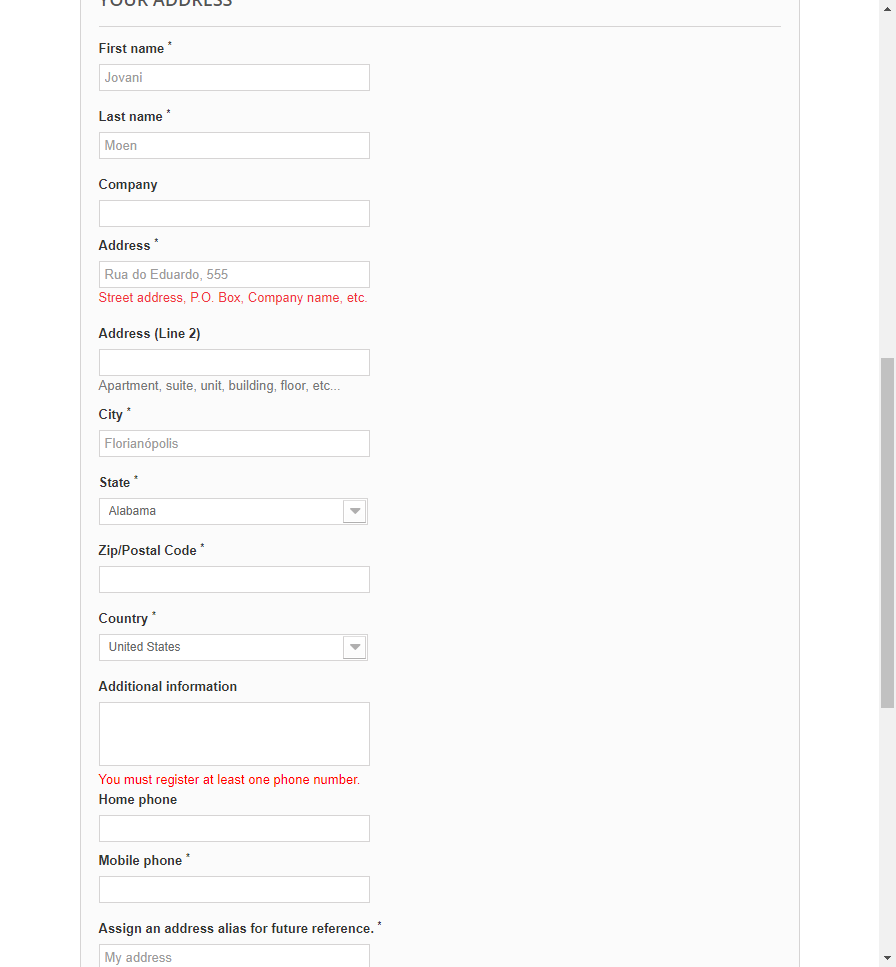 YOUR ADDRESS
First name *
Jovani
Last name *
Moen
Company
Address *
Rua do Eduardo, 555
Street address, P.O. Box, Company name, etc.
Address (Line 2)
Apartment, suite, unit, building, floor, etc...
City *
Florianópolis
State *
Alabama
Zip/Postal Code *
Country *
United States
Additional information
You must register at least one phone number.
Home phone
Mobile phone *
Assign an address alias for future reference. *
My address